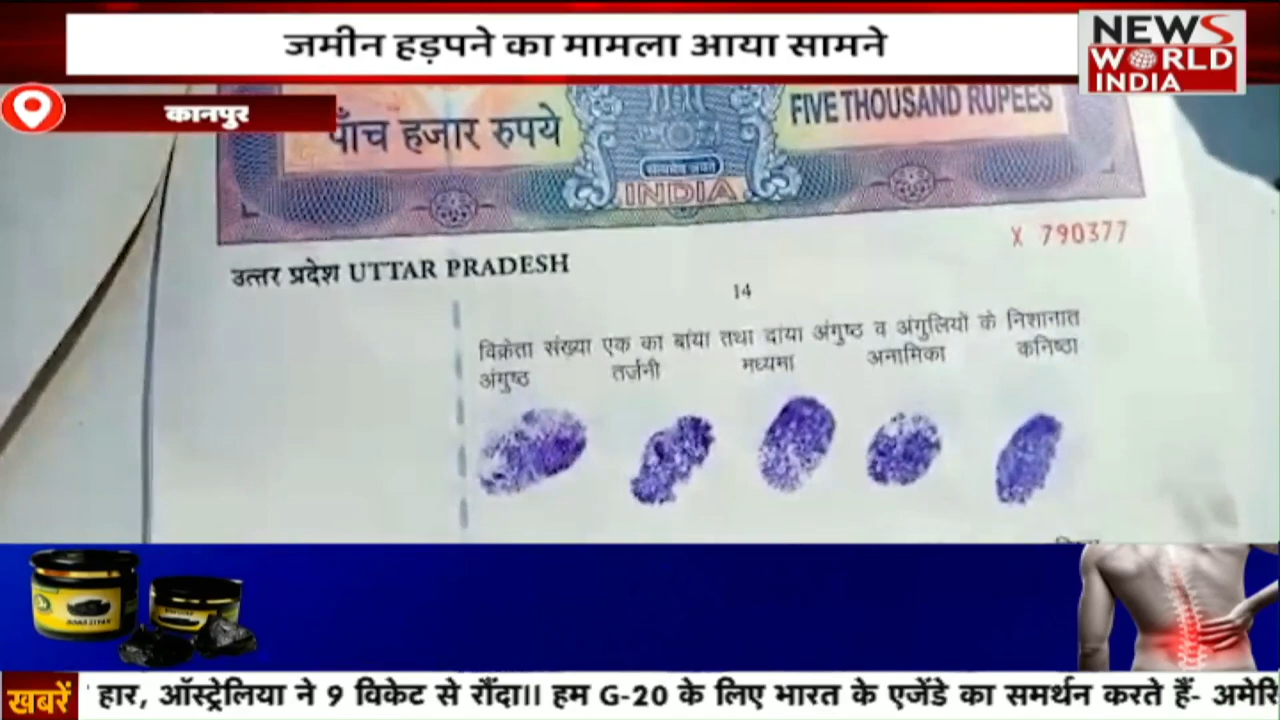 जमीन हड़पने का मामला आया सामने
NEWS
WORLD
INDIA
कानपुर
पाँच हजार रुपये
FIVE THOUSAND RUPEES
INDIA
X 790377
उत्तर प्रदेश UTTAR PRADESH
14
विक्रेता संख्या एक का बांया तथा दांया अंगुष्ठ व अंगुलियों के निशानात
अंगुष्ठ तर्जनी मध्यमा अनामिका कनिष्ठा
खबरें
हार, ऑस्ट्रेलिया ने 9 विकेट से रौंदा।। हम G-20 के लिए भारत के एजेंडे का समर्थन करते हैं- अमेरि